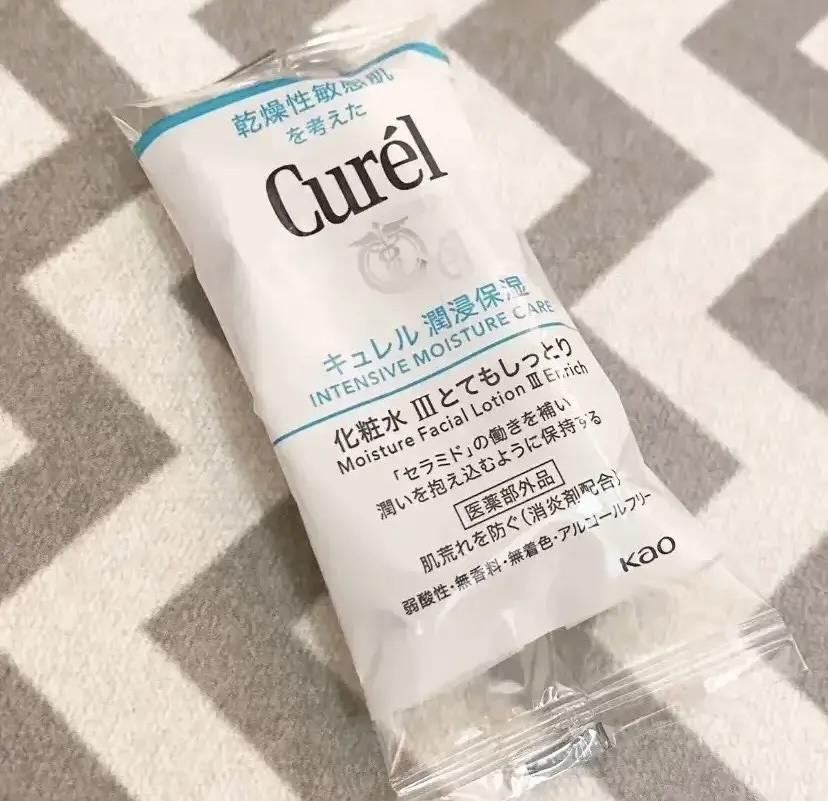 乾燥性敏感肌
を考えた
Curél
キュレル 潤浸保湿
INTENSIVE MOISTURE CARE
化粧水 III とてもしっとり
Moisture Facial Lotion III Enrich
「セラミド」の働きを補い
潤いを抱え込むように保持する
医薬部外品
肌荒れを防ぐ(消炎剤配合)
弱酸性・無香料・無着色・アルコールフリー
Kao